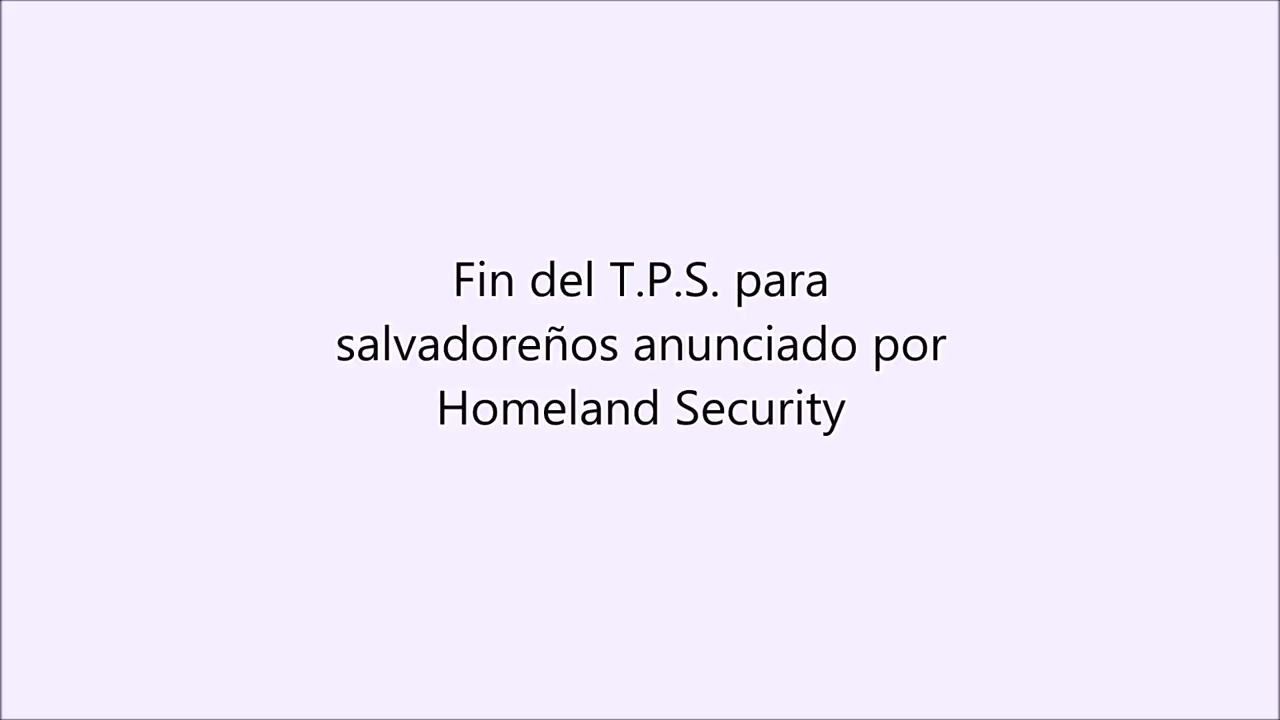 Fin del T.P.S. para
salvadoreños anunciado por
Homeland Security